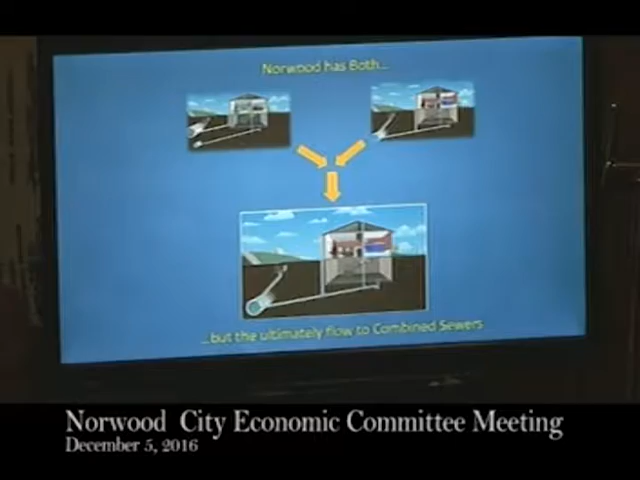 Norwood has Both...
...but the ultimately flow to Combined Sewers
Norwood City Economic Committee Meeting
December 5, 2016